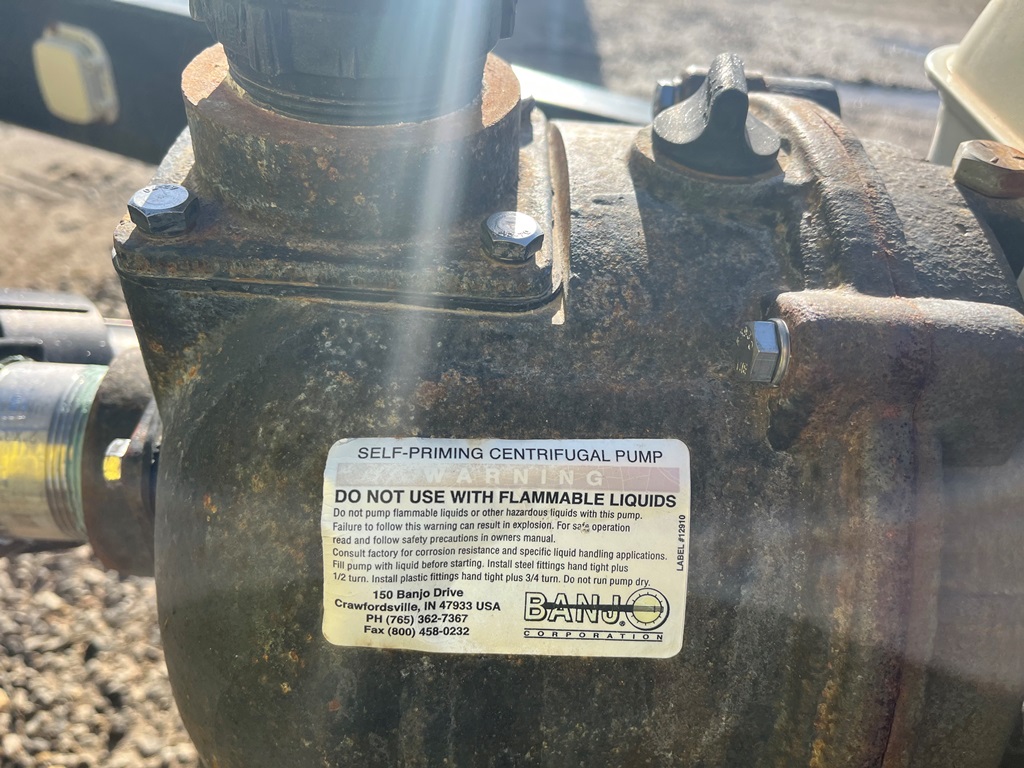 SELF-PRIMING CENTRIFUGAL PUMP
WARNING
DO NOT USE WITH FLAMMABLE LIQUIDS
Do not pump flammable liquids or other hazardous liquids with this pump.
Failure to follow this warning can result in explosion. For safe operation
read and follow safety precautions in owners manual.
Consult factory for corrosion resistance and specific liquid handling applications.
Fill pump with liquid before starting. Install steel fittings hand tight plus
1/2 turn. Install plastic fittings hand tight plus 3/4 turn. Do not run pump dry.
150 Banjo Drive
Crawfordsville, IN 47933 USA
PH (765) 362-7367
Fax (800) 458-0232
BANJO
CORPORATION
LABEL #12910